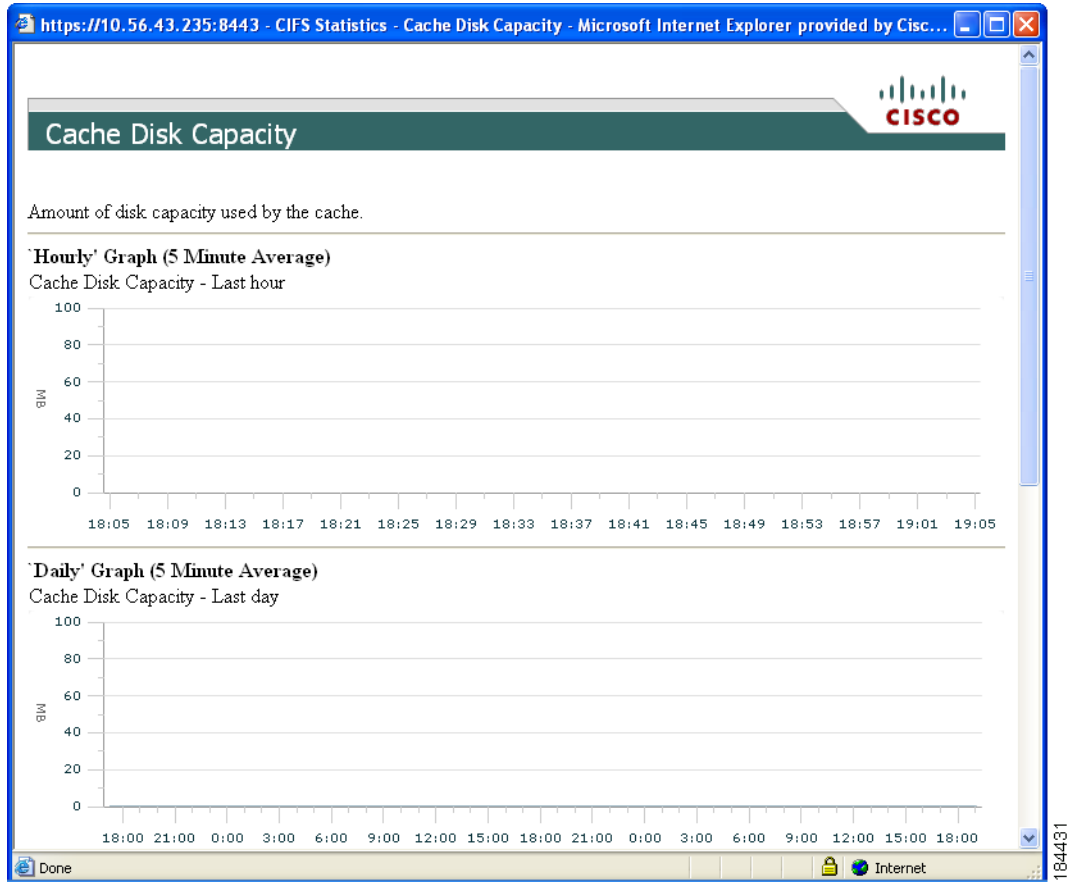 https://10.56.43.235:8443 - CIFS Statistics - Cache Disk Capacity - Microsoft Internet Explorer provided by Cisc...
CISCO
Cache Disk Capacity
Amount of disk capacity used by the cache.
`Hourly' Graph (5 Minute Average)
Cache Disk Capacity - Last hour
100
80
60
40
20
0
MB
18:05 18:09 18:13 18:17 18:21 18:25 18:29 18:33 18:37 18:41 18:45 18:49 18:53 18:57 19:01 19:05
`Daily' Graph (5 Minute Average)
Cache Disk Capacity - Last day
100
80
60
40
20
0
MB
18:00 21:00 0:00 3:00 6:00 9:00 12:00 15:00 18:00 21:00 0:00 3:00 6:00 9:00 12:00 15:00 18:00
Done
Internet
184431